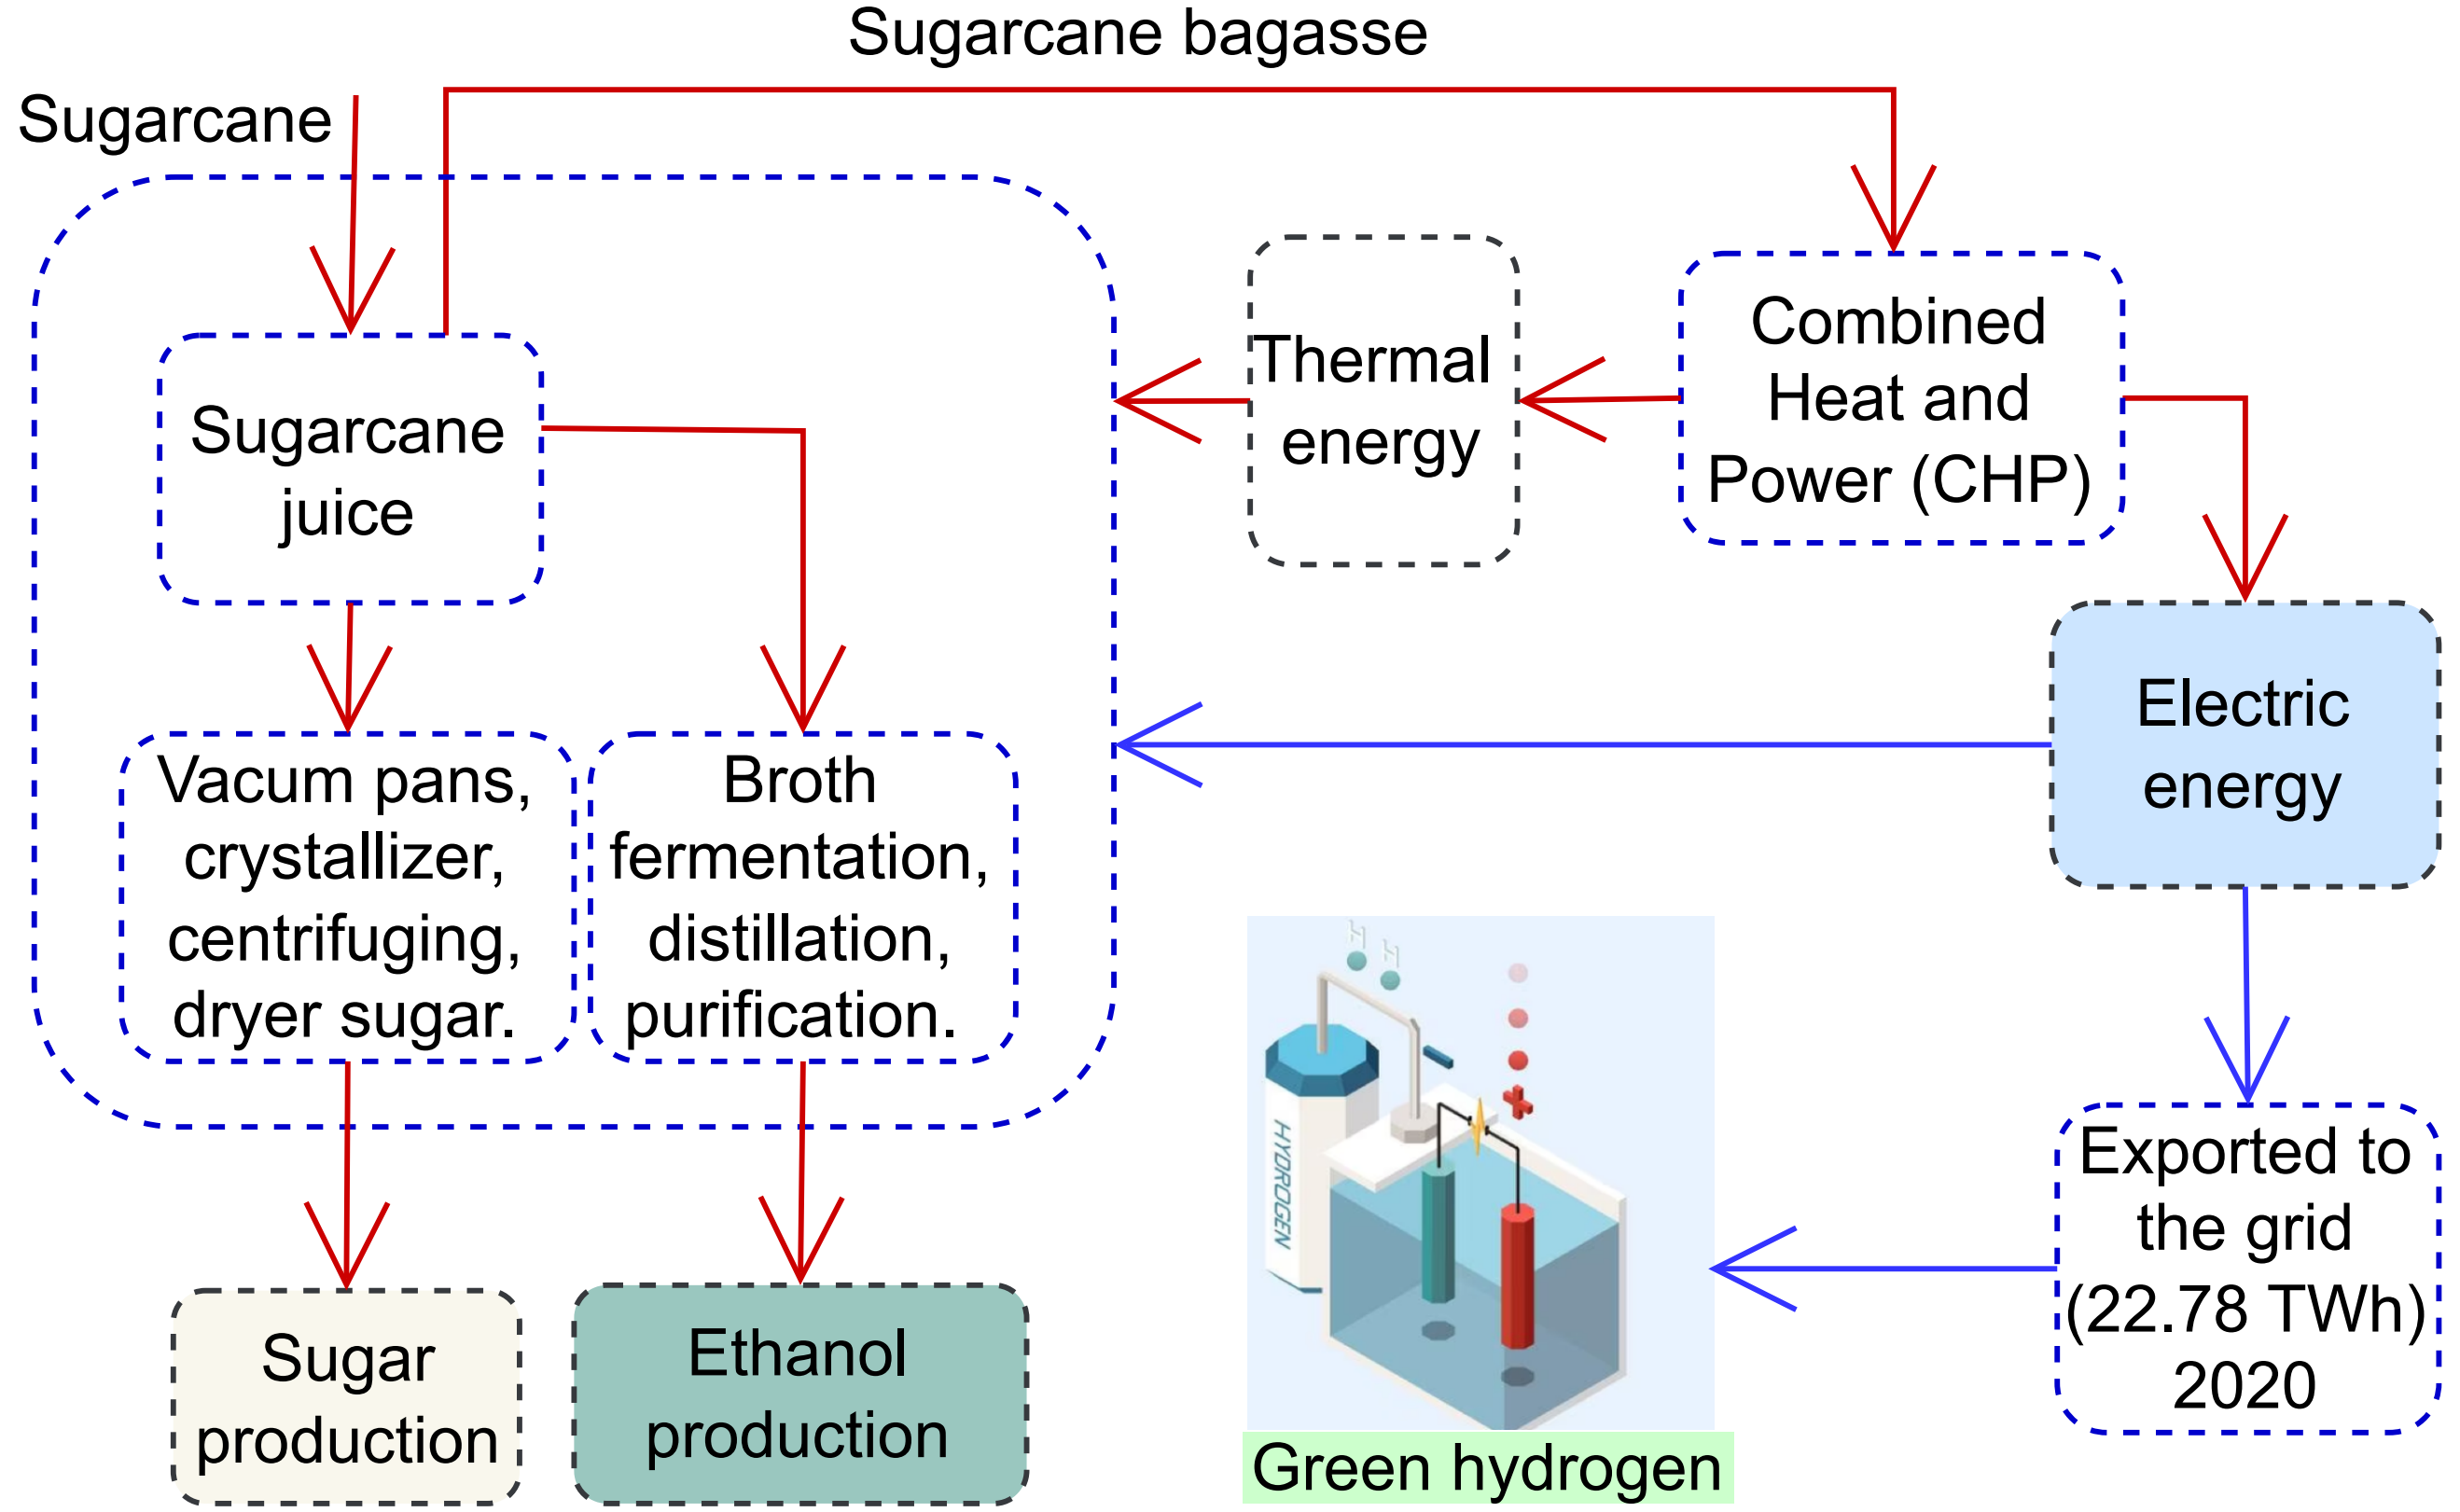 Sugarcane bagasse
Sugarcane
Sugarcane
juice
Thermal
energy
Combined
Heat and
Power (CHP)
Electric
energy
Vacum pans,
crystallizer,
centrifuging,
dryer sugar.
Broth
fermentation,
distillation,
purification.
H
H
HYDROGEN
Exported to
the grid
(22.78 TWh)
2020
Sugar
production
Ethanol
production
Green hydrogen